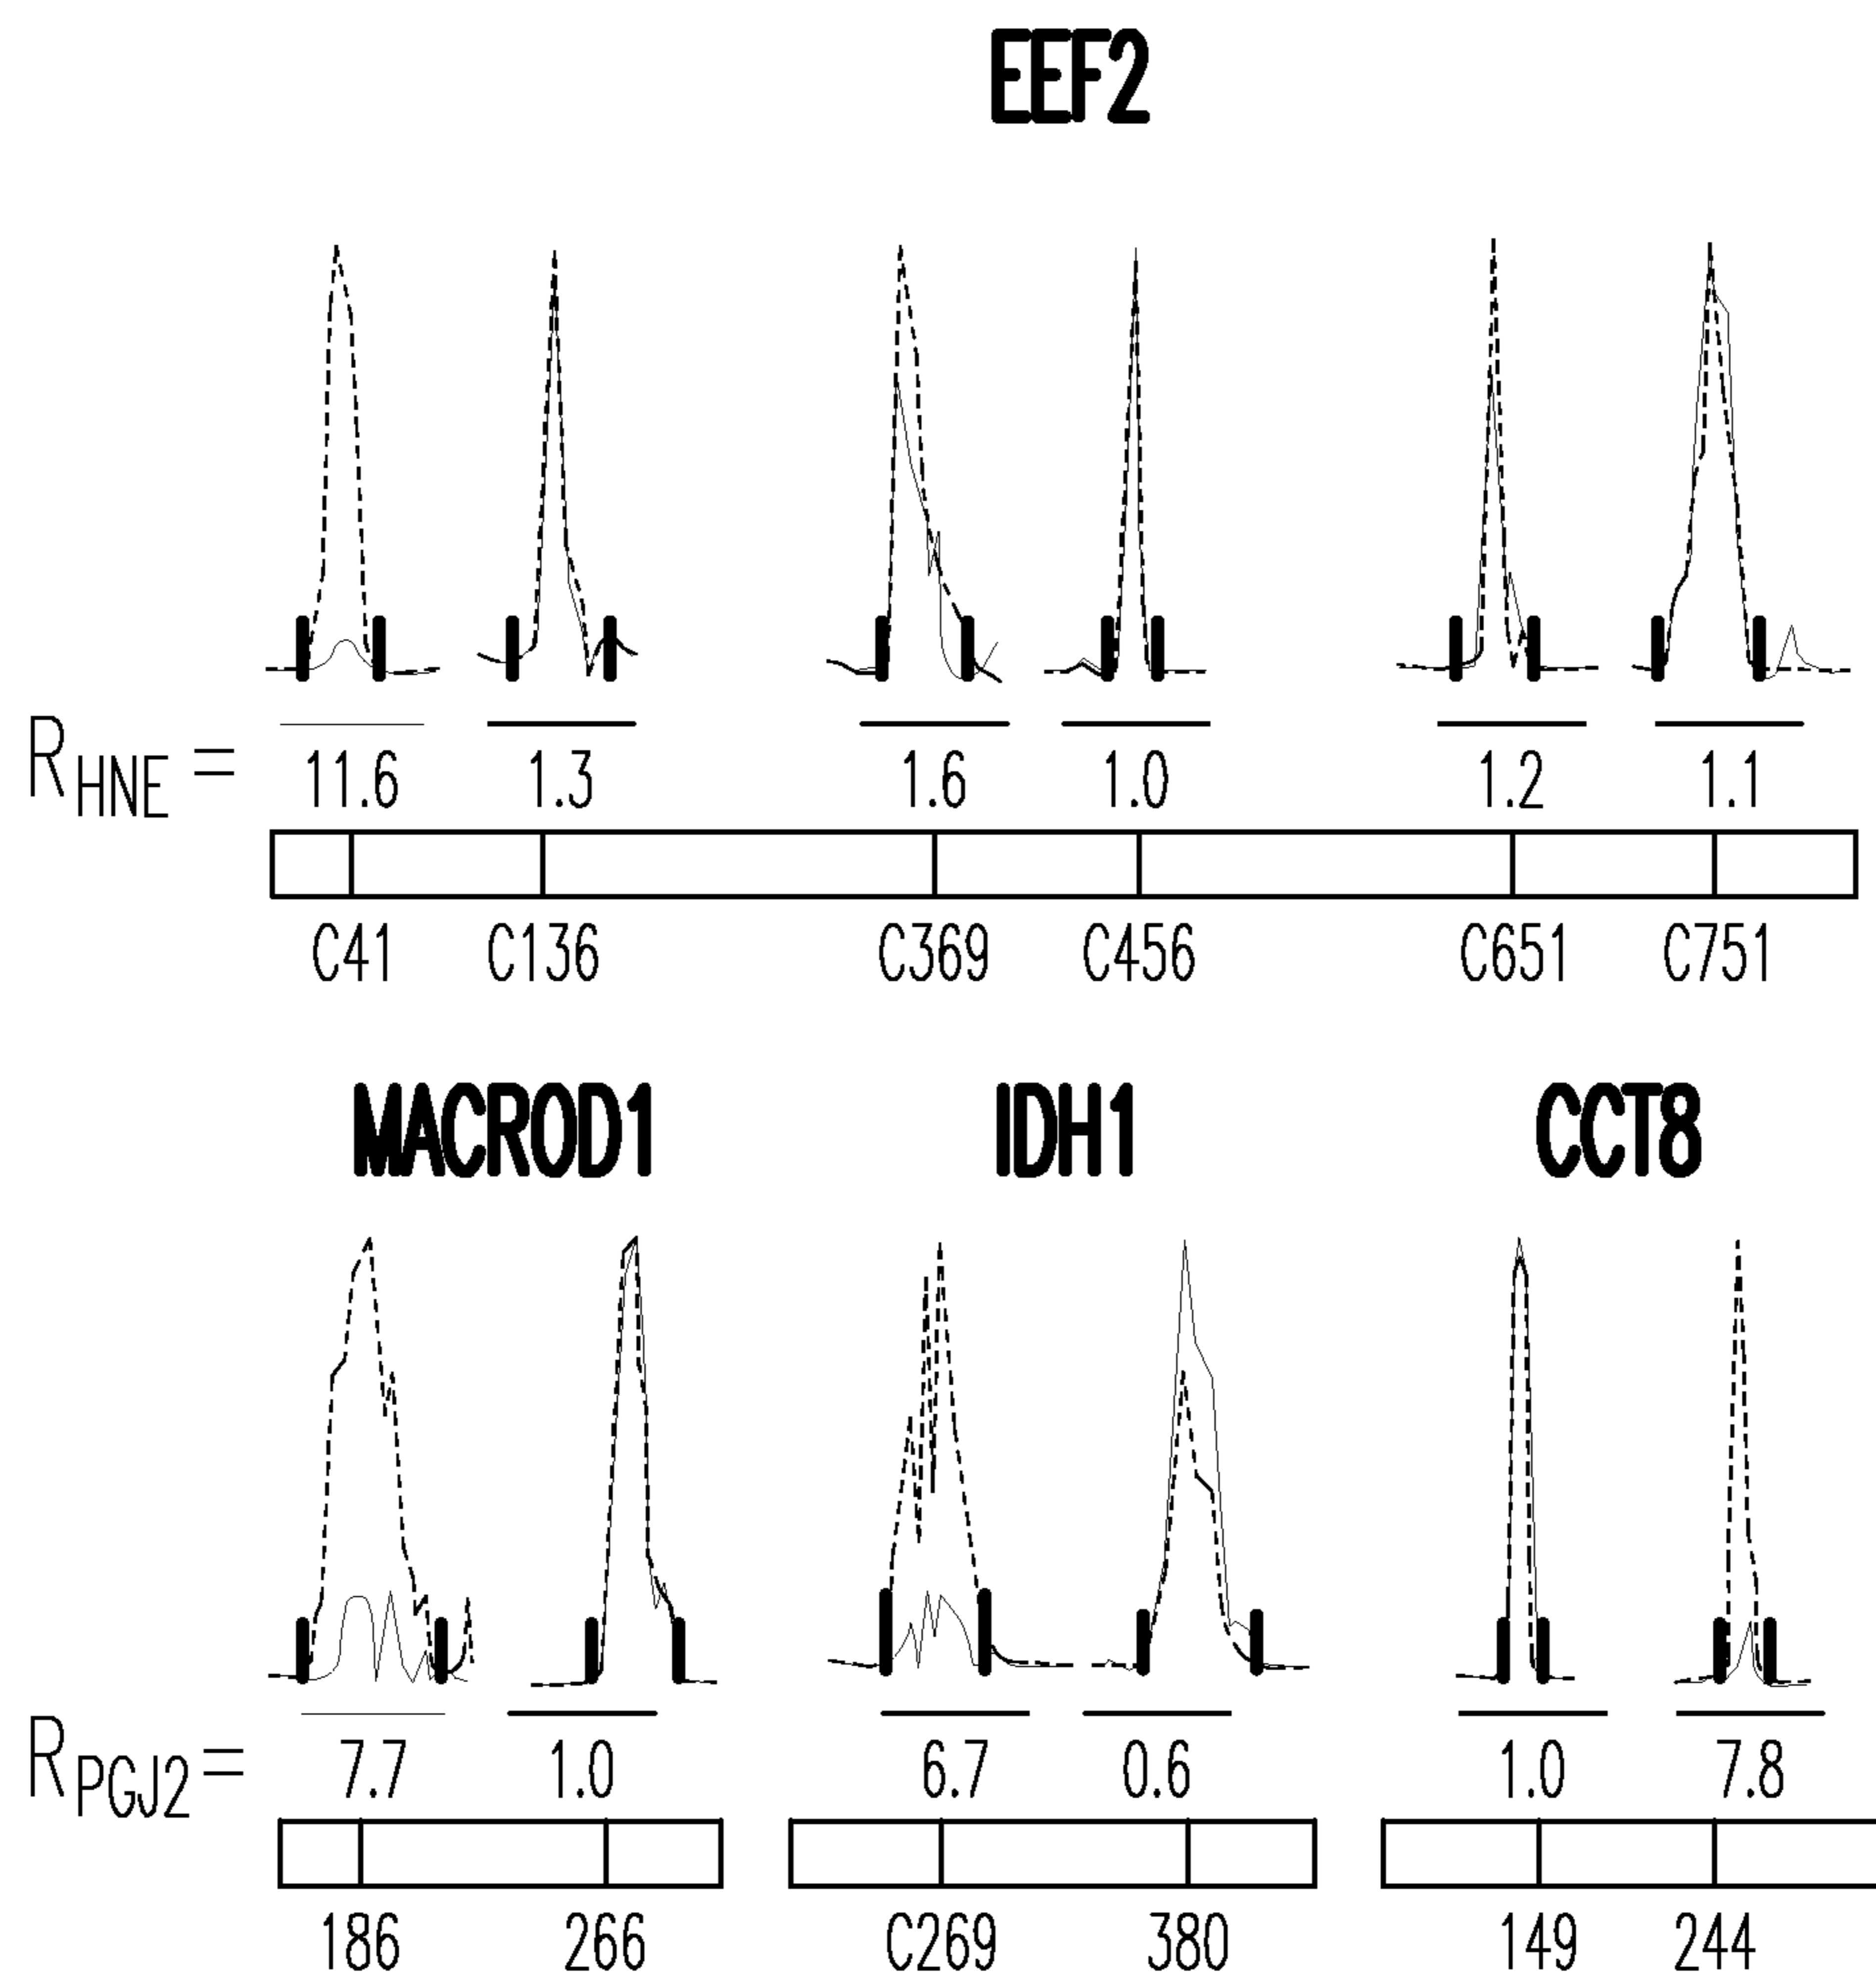 EEF2
R HNE = 11.6 1.3 1.6 1.0 1.2 1.1
C41 C136 C369 C456 C651 C751
MACROD1 IDH1 CCT8
R PGJ2 = 7.7 1.0 6.7 0.6 1.0 7.8
186 266 C269 380 149 244